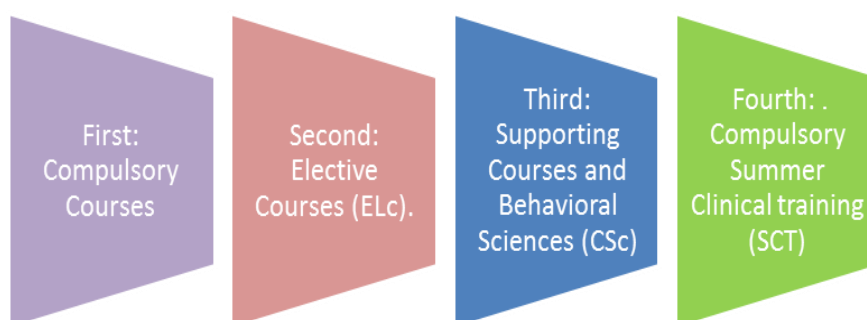 First:
Compulsory
Courses
Second:
Elective
Courses (ELc).
Third:
Supporting
Courses and
Behavioral
Sciences (CSc)
Fourth: .
Compulsory
Summer
Clinical training
(SCT)